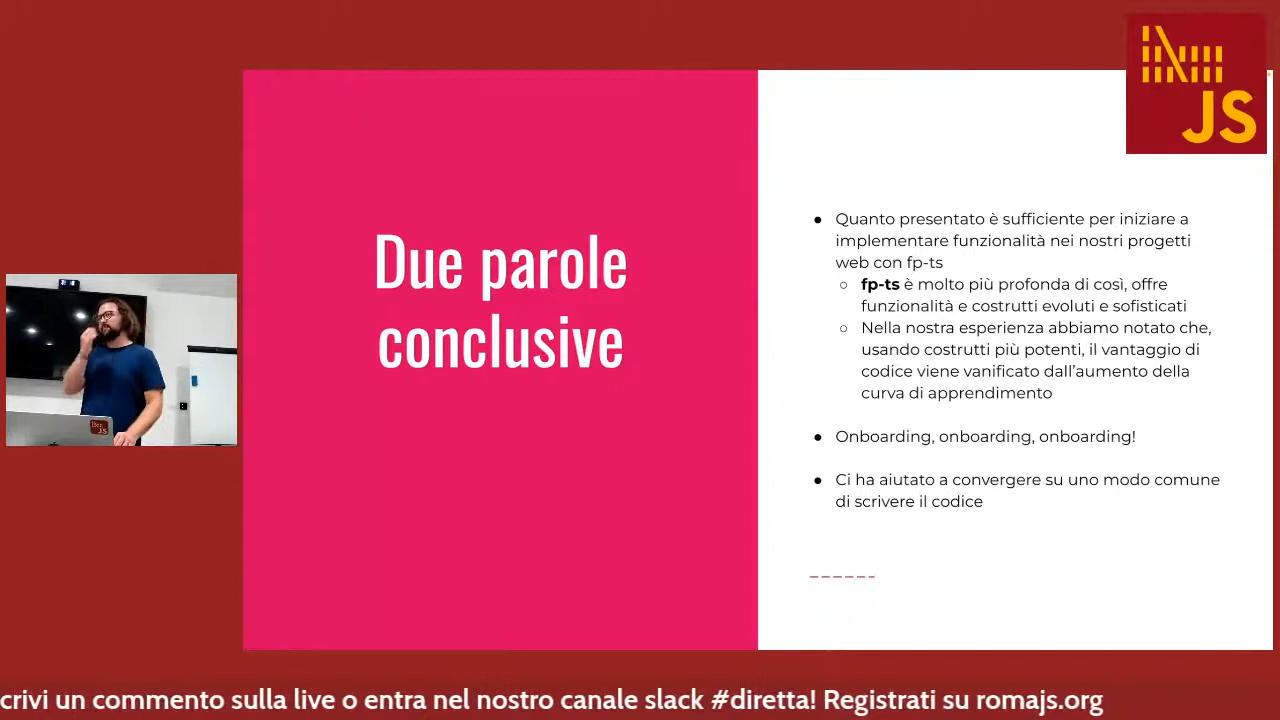 JS
Due parole
conclusive
● Quanto presentato è sufficiente per iniziare a
implementare funzionalità nei nostri progetti
web con fp-ts
○ fp-ts è molto più profonda di così, offre
funzionalità e costrutti evoluti e sofisticati
○ Nella nostra esperienza abbiamo notato che,
usando costrutti più potenti, il vantaggio di
codice viene vanificato dall'aumento della
curva di apprendimento
● Onboarding, onboarding, onboarding!
● Ci ha aiutato a convergere su uno modo comune
di scrivere il codice
crivi un commento sulla live o entra nel nostro canale slack #diretta! Registrati su romajs.org